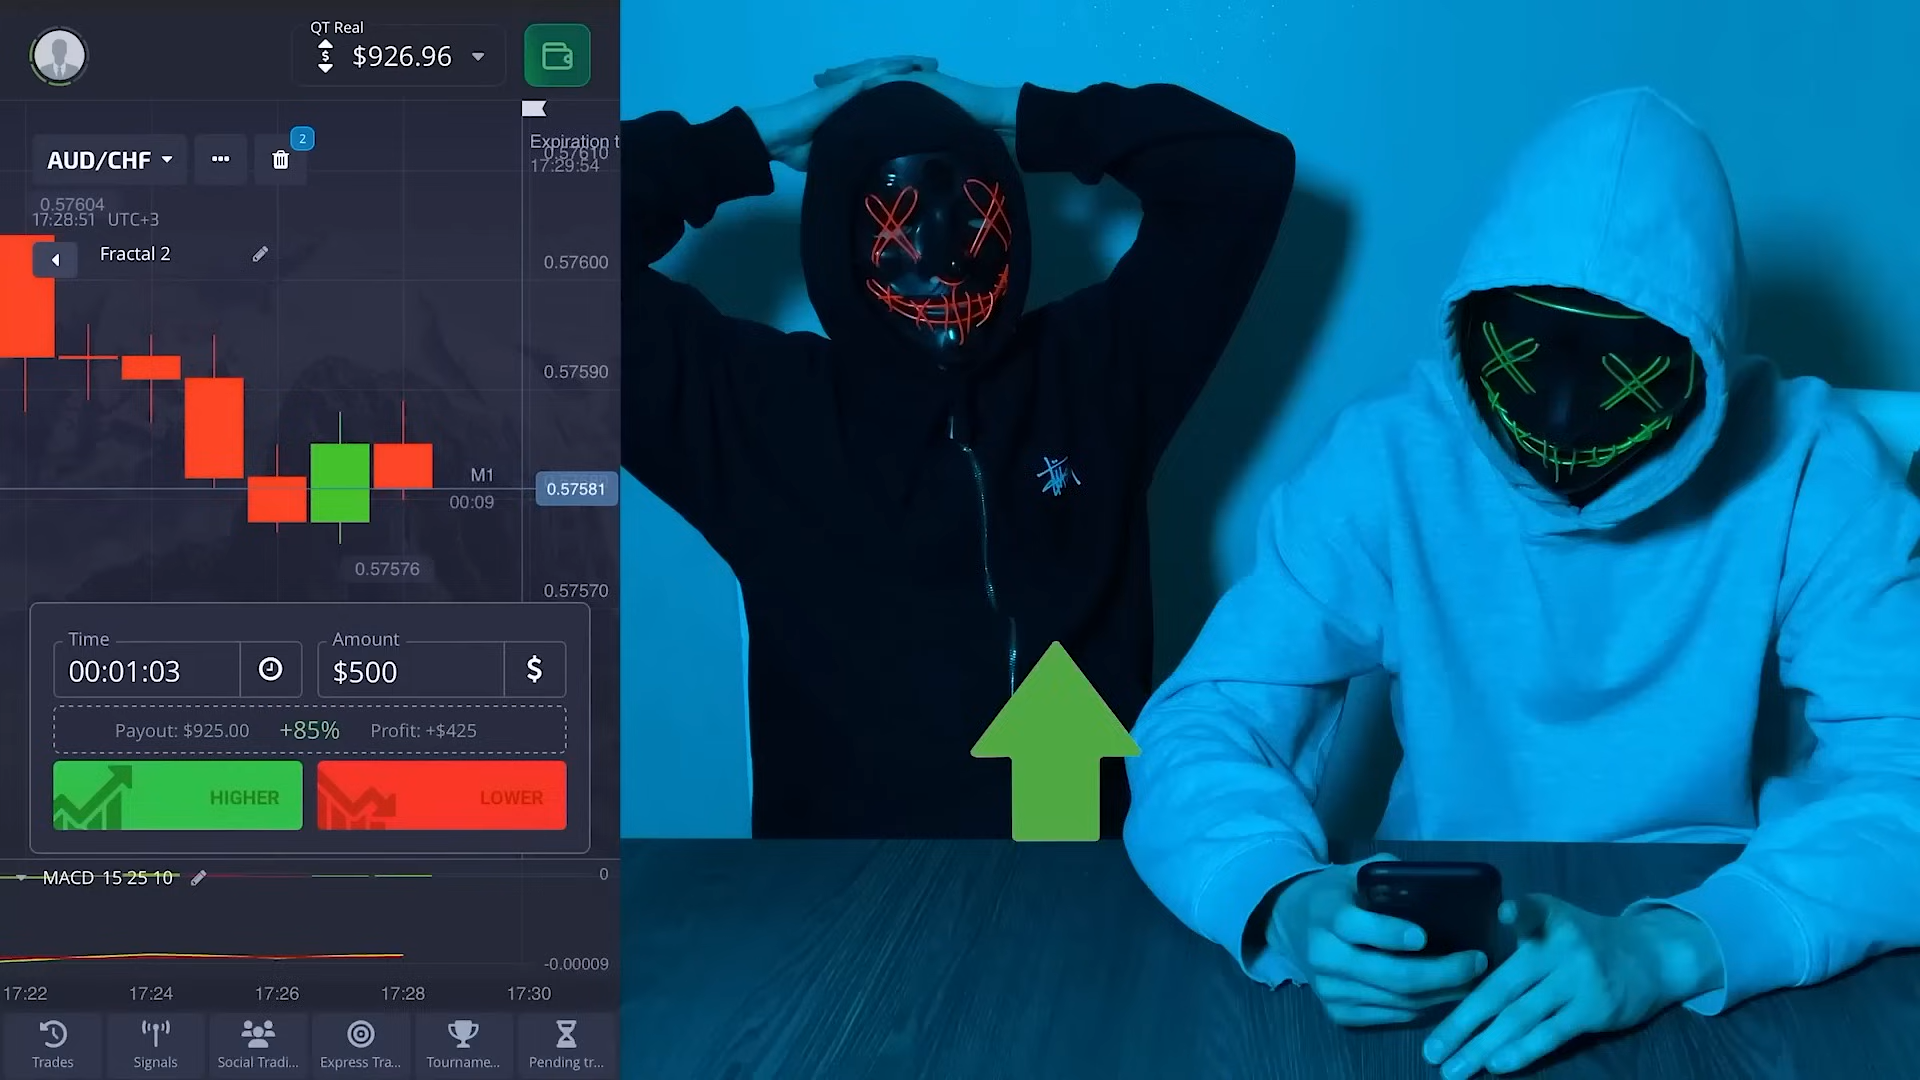 QT Real
$926.96
2
AUD/CHF
Expiration t
0.57610
17:29:54
0.57604
17:28:51 UTC+3
Fractal 2
0.57600
0.57590
M1
00:09
0.57581
0.57576
0.57570
Time
00:01:03
Amount
$500
$
Payout: $925.00 +85% Profit: +$425
HIGHER
LOWER
MACD 15 25 10
0
-0.00009
17:22 17:24 17:26 17:28 17:30
Trades
Signals
Social Tradi...
Express Tra...
Tourname...
Pending tr...